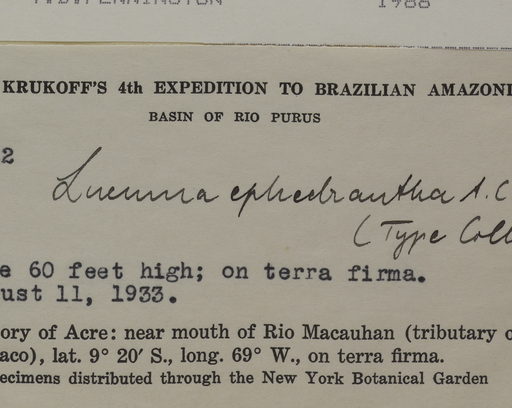 PENNINGTON 1988
KRUKOFF'S 4th EXPEDITION TO BRAZILIAN AMAZONI
BASIN OF RIO PURUS
2
Lucuma ephedrantha A.C
(Type Coll
e 60 feet high; on terra firma.
ust 11, 1933.
ory of Acre: near mouth of Rio Macauhan (tributary o
aco), lat. 9° 20′ S., long. 69° W., on terra firma.
ecimens distributed through the New York Botanical Garden